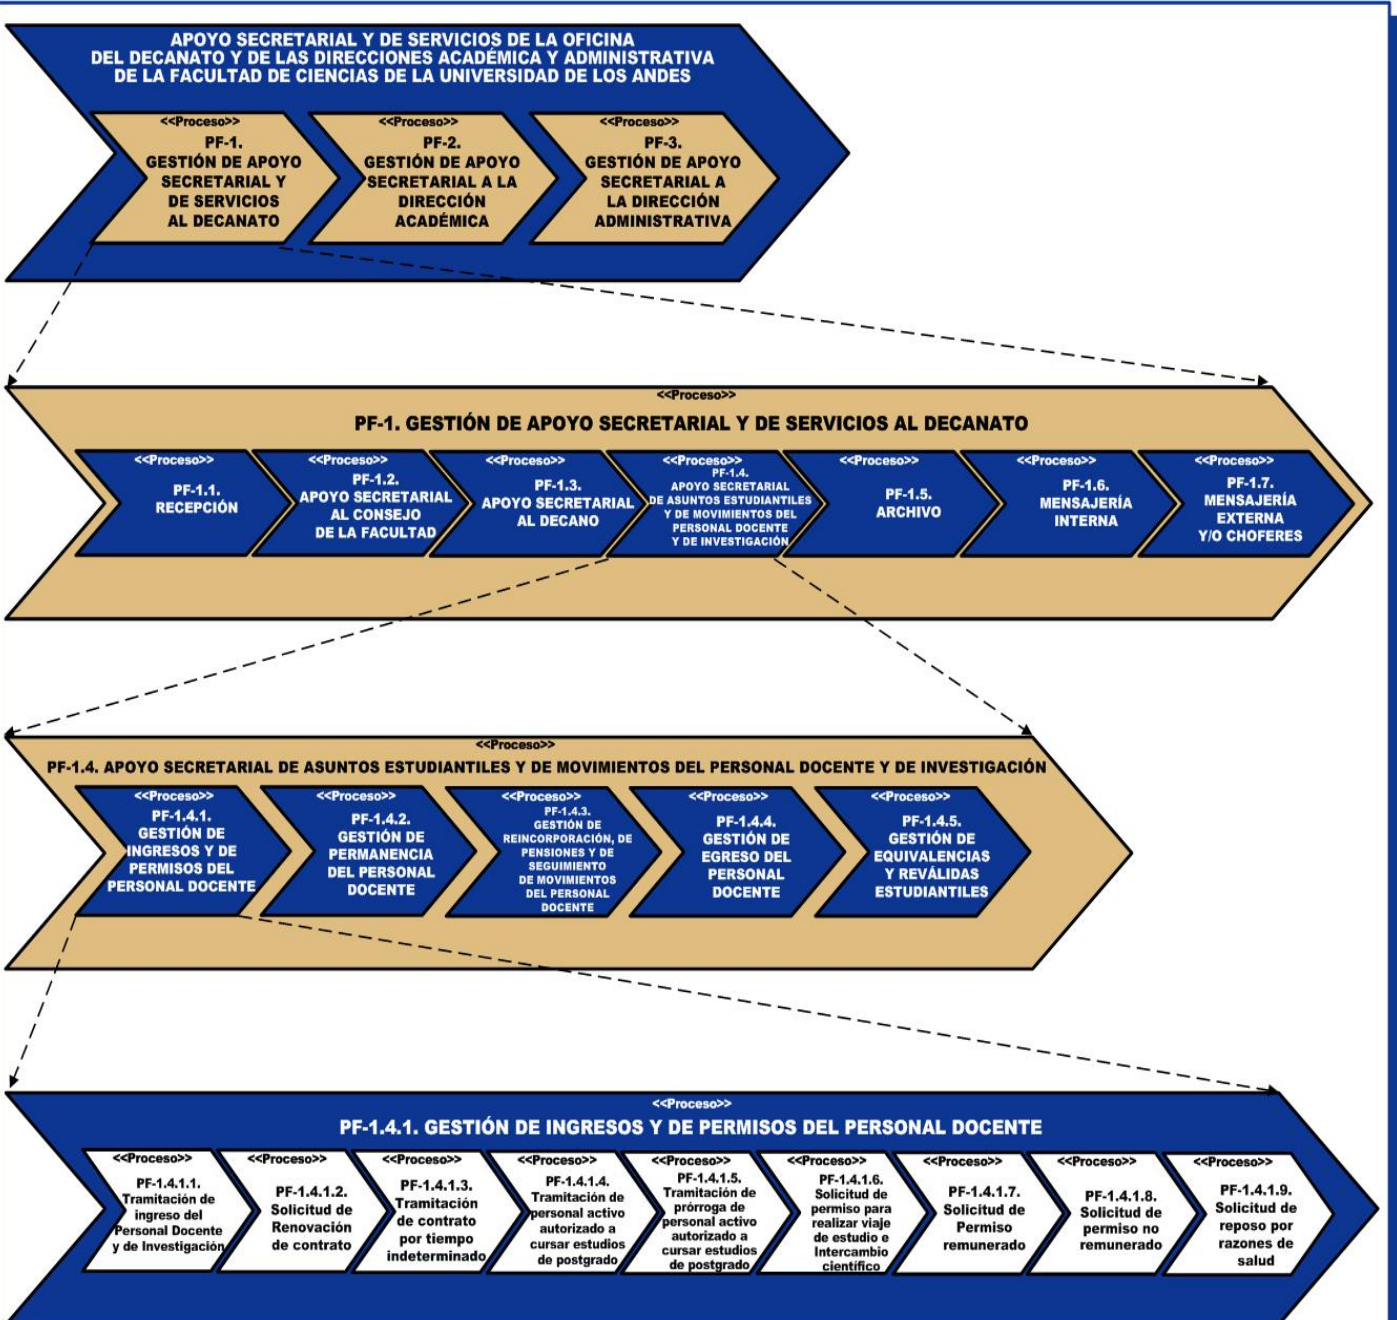 APOYO SECRETARIAL Y DE SERVICIOS DE LA OFICINA
DEL DECANATO Y DE LAS DIRECCIONES ACADÉMICA Y ADMINISTRATIVA
DE LA FACULTAD DE CIENCIAS DE LA UNIVERSIDAD DE LOS ANDES
<<Proceso>>
PF-1.
GESTIÓN DE APOYO
SECRETARIAL Y
DE SERVICIOS
AL DECANATO
<<Proceso>>
PF-2.
GESTIÓN DE APOYO
SECRETARIAL A LA
DIRECCIÓN
ACADÉMICA
<<Proceso>>
PF-3.
GESTIÓN DE APOYO
SECRETARIAL A
LA DIRECCIÓN
ADMINISTRATIVA
<<Proceso>>
PF-1. GESTIÓN DE APOYO SECRETARIAL Y DE SERVICIOS AL DECANATO
<<Proceso>>
PF-1.1.
RECEPCIÓN
<<Proceso>>
PF-1.2.
APOYO SECRETARIAL
AL CONSEJO
DE LA FACULTAD
<<Proceso>>
PF-1.3.
APOYO SECRETARIAL
AL DECANO
<<Proceso>>
PF-1.4.
APOYO SECRETARIAL
DE ASUNTOS ESTUDIANTILES
Y DE MOVIMIENTOS DEL
PERSONAL DOCENTE
Y DE INVESTIGACIÓN
<<Proceso>>
PF-1.5.
ARCHIVO
<<Proceso>>
PF-1.6.
MENSAJERÍA
INTERNA
<<Proceso>>
PF-1.7.
MENSAJERÍA
EXTERNA
Y/O CHOFERES
<<Proceso>>
PF-1.4. APOYO SECRETARIAL DE ASUNTOS ESTUDIANTILES Y DE MOVIMIENTOS DEL PERSONAL DOCENTE Y DE INVESTIGACIÓN
<<Proceso>>
PF-1.4.1.
GESTIÓN DE
INGRESOS Y DE
PERMISOS DEL
PERSONAL DOCENTE
<<Proceso>>
PF-1.4.2.
GESTIÓN DE
PERMANENCIA
DEL PERSONAL
DOCENTE
<<Proceso>>
PF-1.4.3.
GESTIÓN DE
REINCORPORACIÓN, DE
PENSIONES Y DE
SEGUIMIENTO
DE MOVIMIENTOS
DEL PERSONAL
DOCENTE
<<Proceso>>
PF-1.4.4.
GESTIÓN DE
EGRESO DEL
PERSONAL
DOCENTE
<<Proceso>>
PF-1.4.5.
GESTIÓN DE
EQUIVALENCIAS
Y REVÁLIDAS
ESTUDIANTILES
<<Proceso>>
PF-1.4.1. GESTIÓN DE INGRESOS Y DE PERMISOS DEL PERSONAL DOCENTE
<<Proceso>>
PF-1.4.1.1.
Tramitación de
ingreso del
Personal Docente
y de Investigación
<<Proceso>>
PF-1.4.1.2.
Solicitud de
Renovación
de contrato
<<Proceso>>
PF-1.4.1.3.
Tramitación
de contrato
por tiempo
indeterminado
<<Proceso>>
PF-1.4.1.4.
Tramitación de
personal activo
autorizado a
cursar estudios
de postgrado
<<Proceso>>
PF-1.4.1.5.
Tramitación de
prórroga de
personal activo
autorizado a
cursar estudios
de postgrado
<<Proceso>>
PF-1.4.1.6.
Solicitud de
permiso para
realizar viaje
de estudio e
Intercambio
científico
<<Proceso>>
PF-1.4.1.7.
Solicitud de
Permiso
remunerado
<<Proceso>>
PF-1.4.1.8.
Solicitud de
permiso no
remunerado
<<Proceso>>
PF-1.4.1.9.
Solicitud de
reposo por
razones de
salud